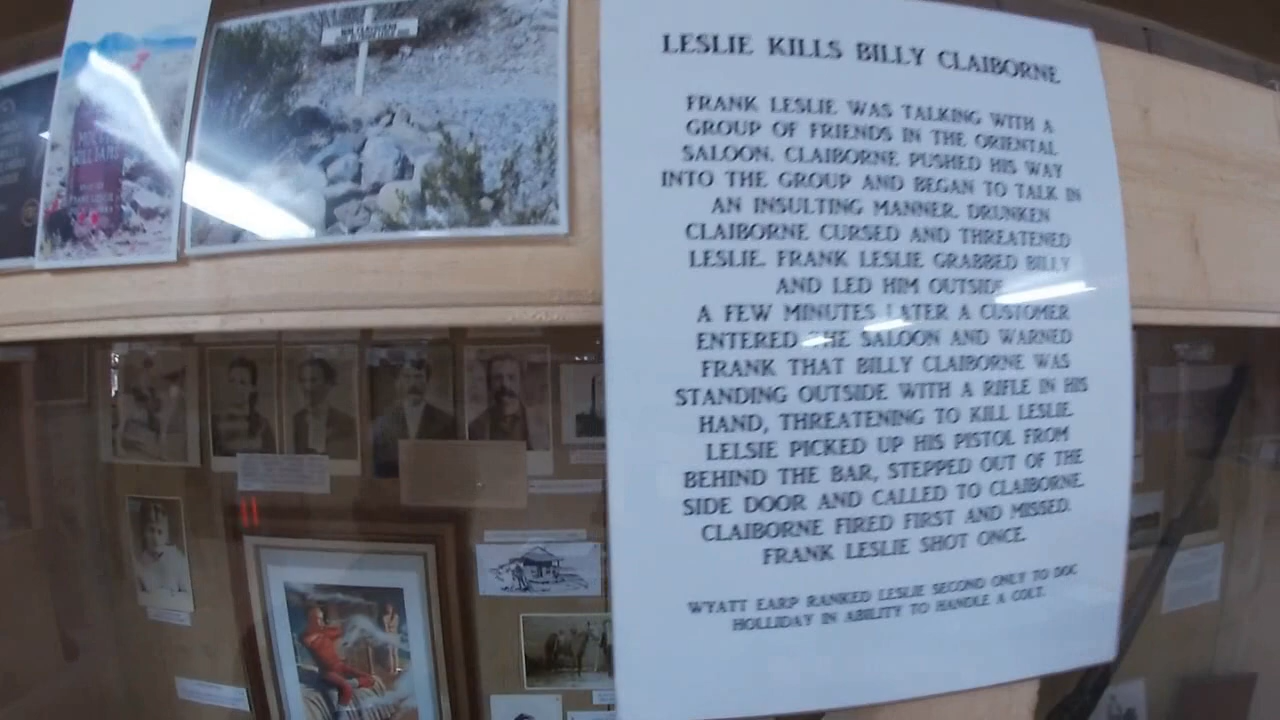 LESLIE KILLS BILLY CLAIBORNE
FRANK LESLIE WAS TALKING WITH A
GROUP OF FRIENDS IN THE ORIENTAL
SALOON. CLAIBORNE PUSHED HIS WAY
INTO THE GROUP AND BEGAN TO TALK IN
AN INSULTING MANNER. DRUNKEN
CLAIBORNE CURSED AND THREATENED
LESLIE. FRANK LESLIE GRABBED BILLY
AND LED HIM OUTSIDE
A FEW MINUTES LATER A CUSTOMER
ENTERED THE SALOON AND WARNED
FRANK THAT BILLY CLAIBORNE WAS
STANDING OUTSIDE WITH A RIFLE IN HIS
HAND, THREATENING TO KILL LESLIE.
LELSIE PICKED UP HIS PISTOL FROM
BEHIND THE BAR, STEPPED OUT OF THE
SIDE DOOR AND CALLED TO CLAIBORNE.
CLAIBORNE FIRED FIRST AND MISSED.
FRANK LESLIE SHOT ONCE.
WYATT EARP RANKED LESLIE SECOND ONLY TO DOC
HOLLIDAY IN ABILITY TO HANDLE A COLT.